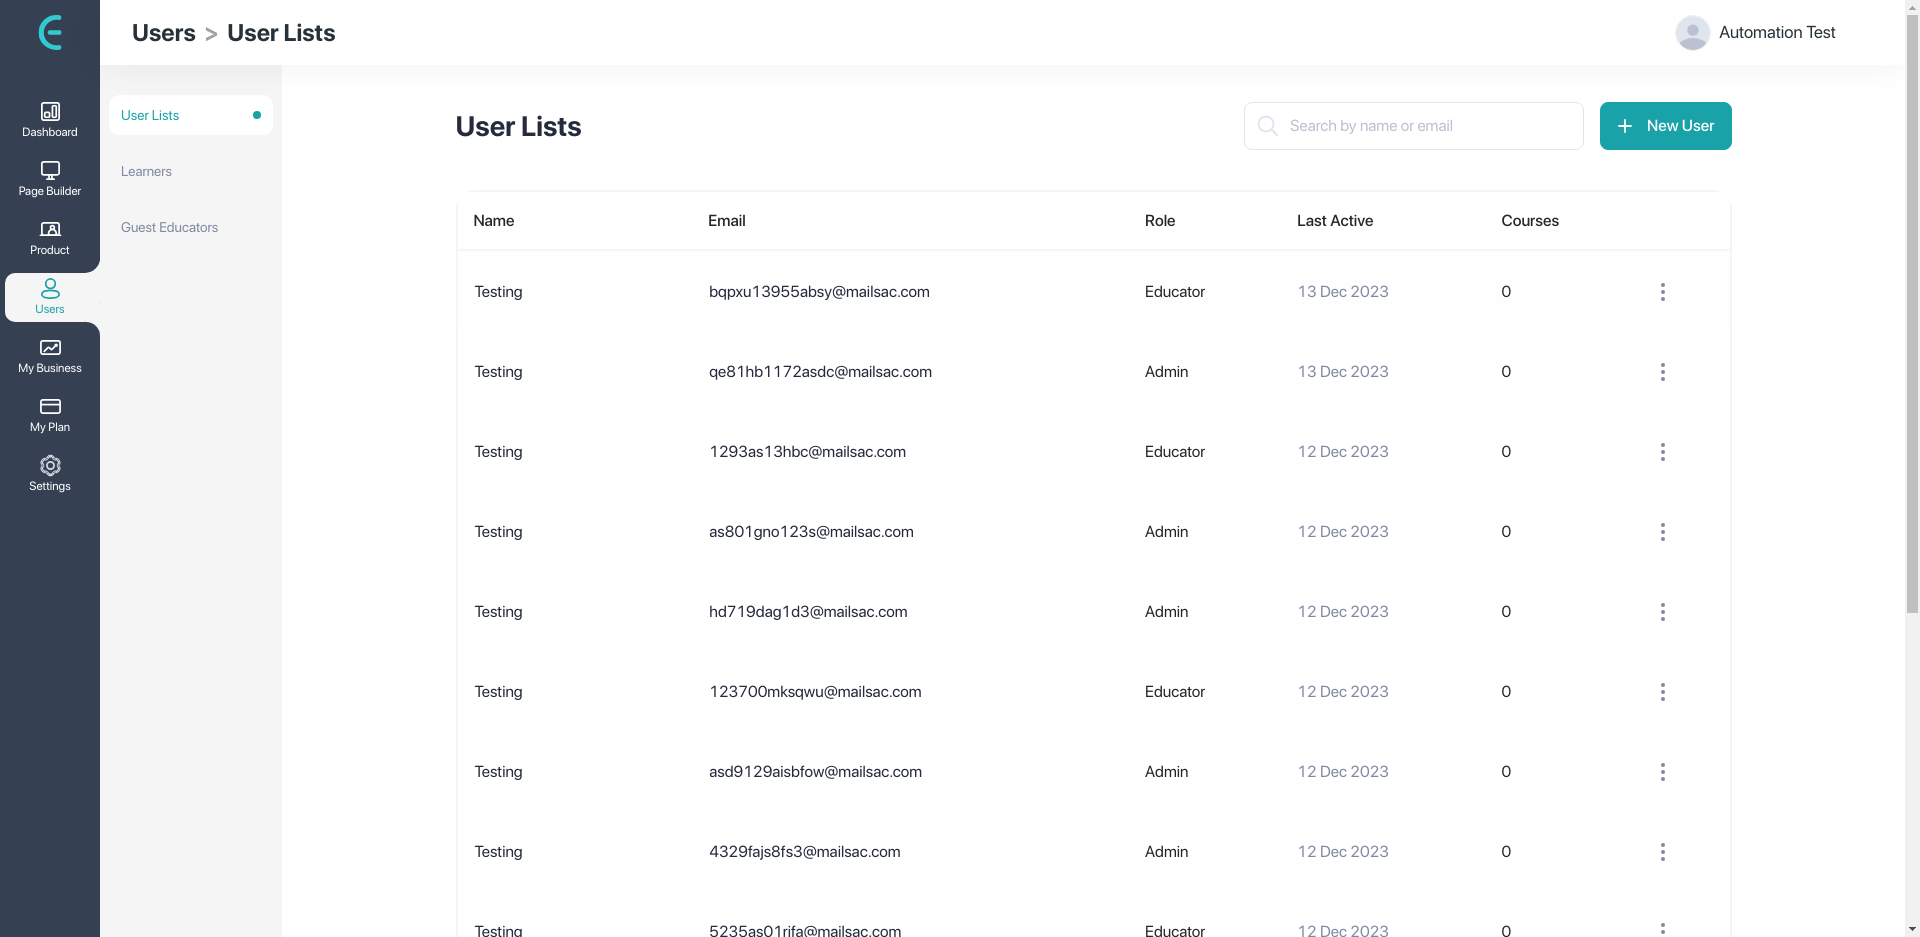 Users > User Lists
Automation Test
Dashboard
Page Builder
Product
Users
My Business
My Plan
Settings
User Lists
Learners
Guest Educators
User Lists
Search by name or email
+ New User
Name Email Role Last Active Courses
Testing bqpxu13955absy@mailsac.com Educator 13 Dec 2023 0
Testing qe81hb1172asdc@mailsac.com Admin 13 Dec 2023 0
Testing 1293as13hbc@mailsac.com Educator 12 Dec 2023 0
Testing as801gno123s@mailsac.com Admin 12 Dec 2023 0
Testing hd719dag1d3@mailsac.com Admin 12 Dec 2023 0
Testing 123700mksqwu@mailsac.com Educator 12 Dec 2023 0
Testing asd9129aisbfow@mailsac.com Admin 12 Dec 2023 0
Testing 4329fajs8fs3@mailsac.com Admin 12 Dec 2023 0
Testing 5235as01rifa@mailsac.com Educator 12 Dec 2023 0